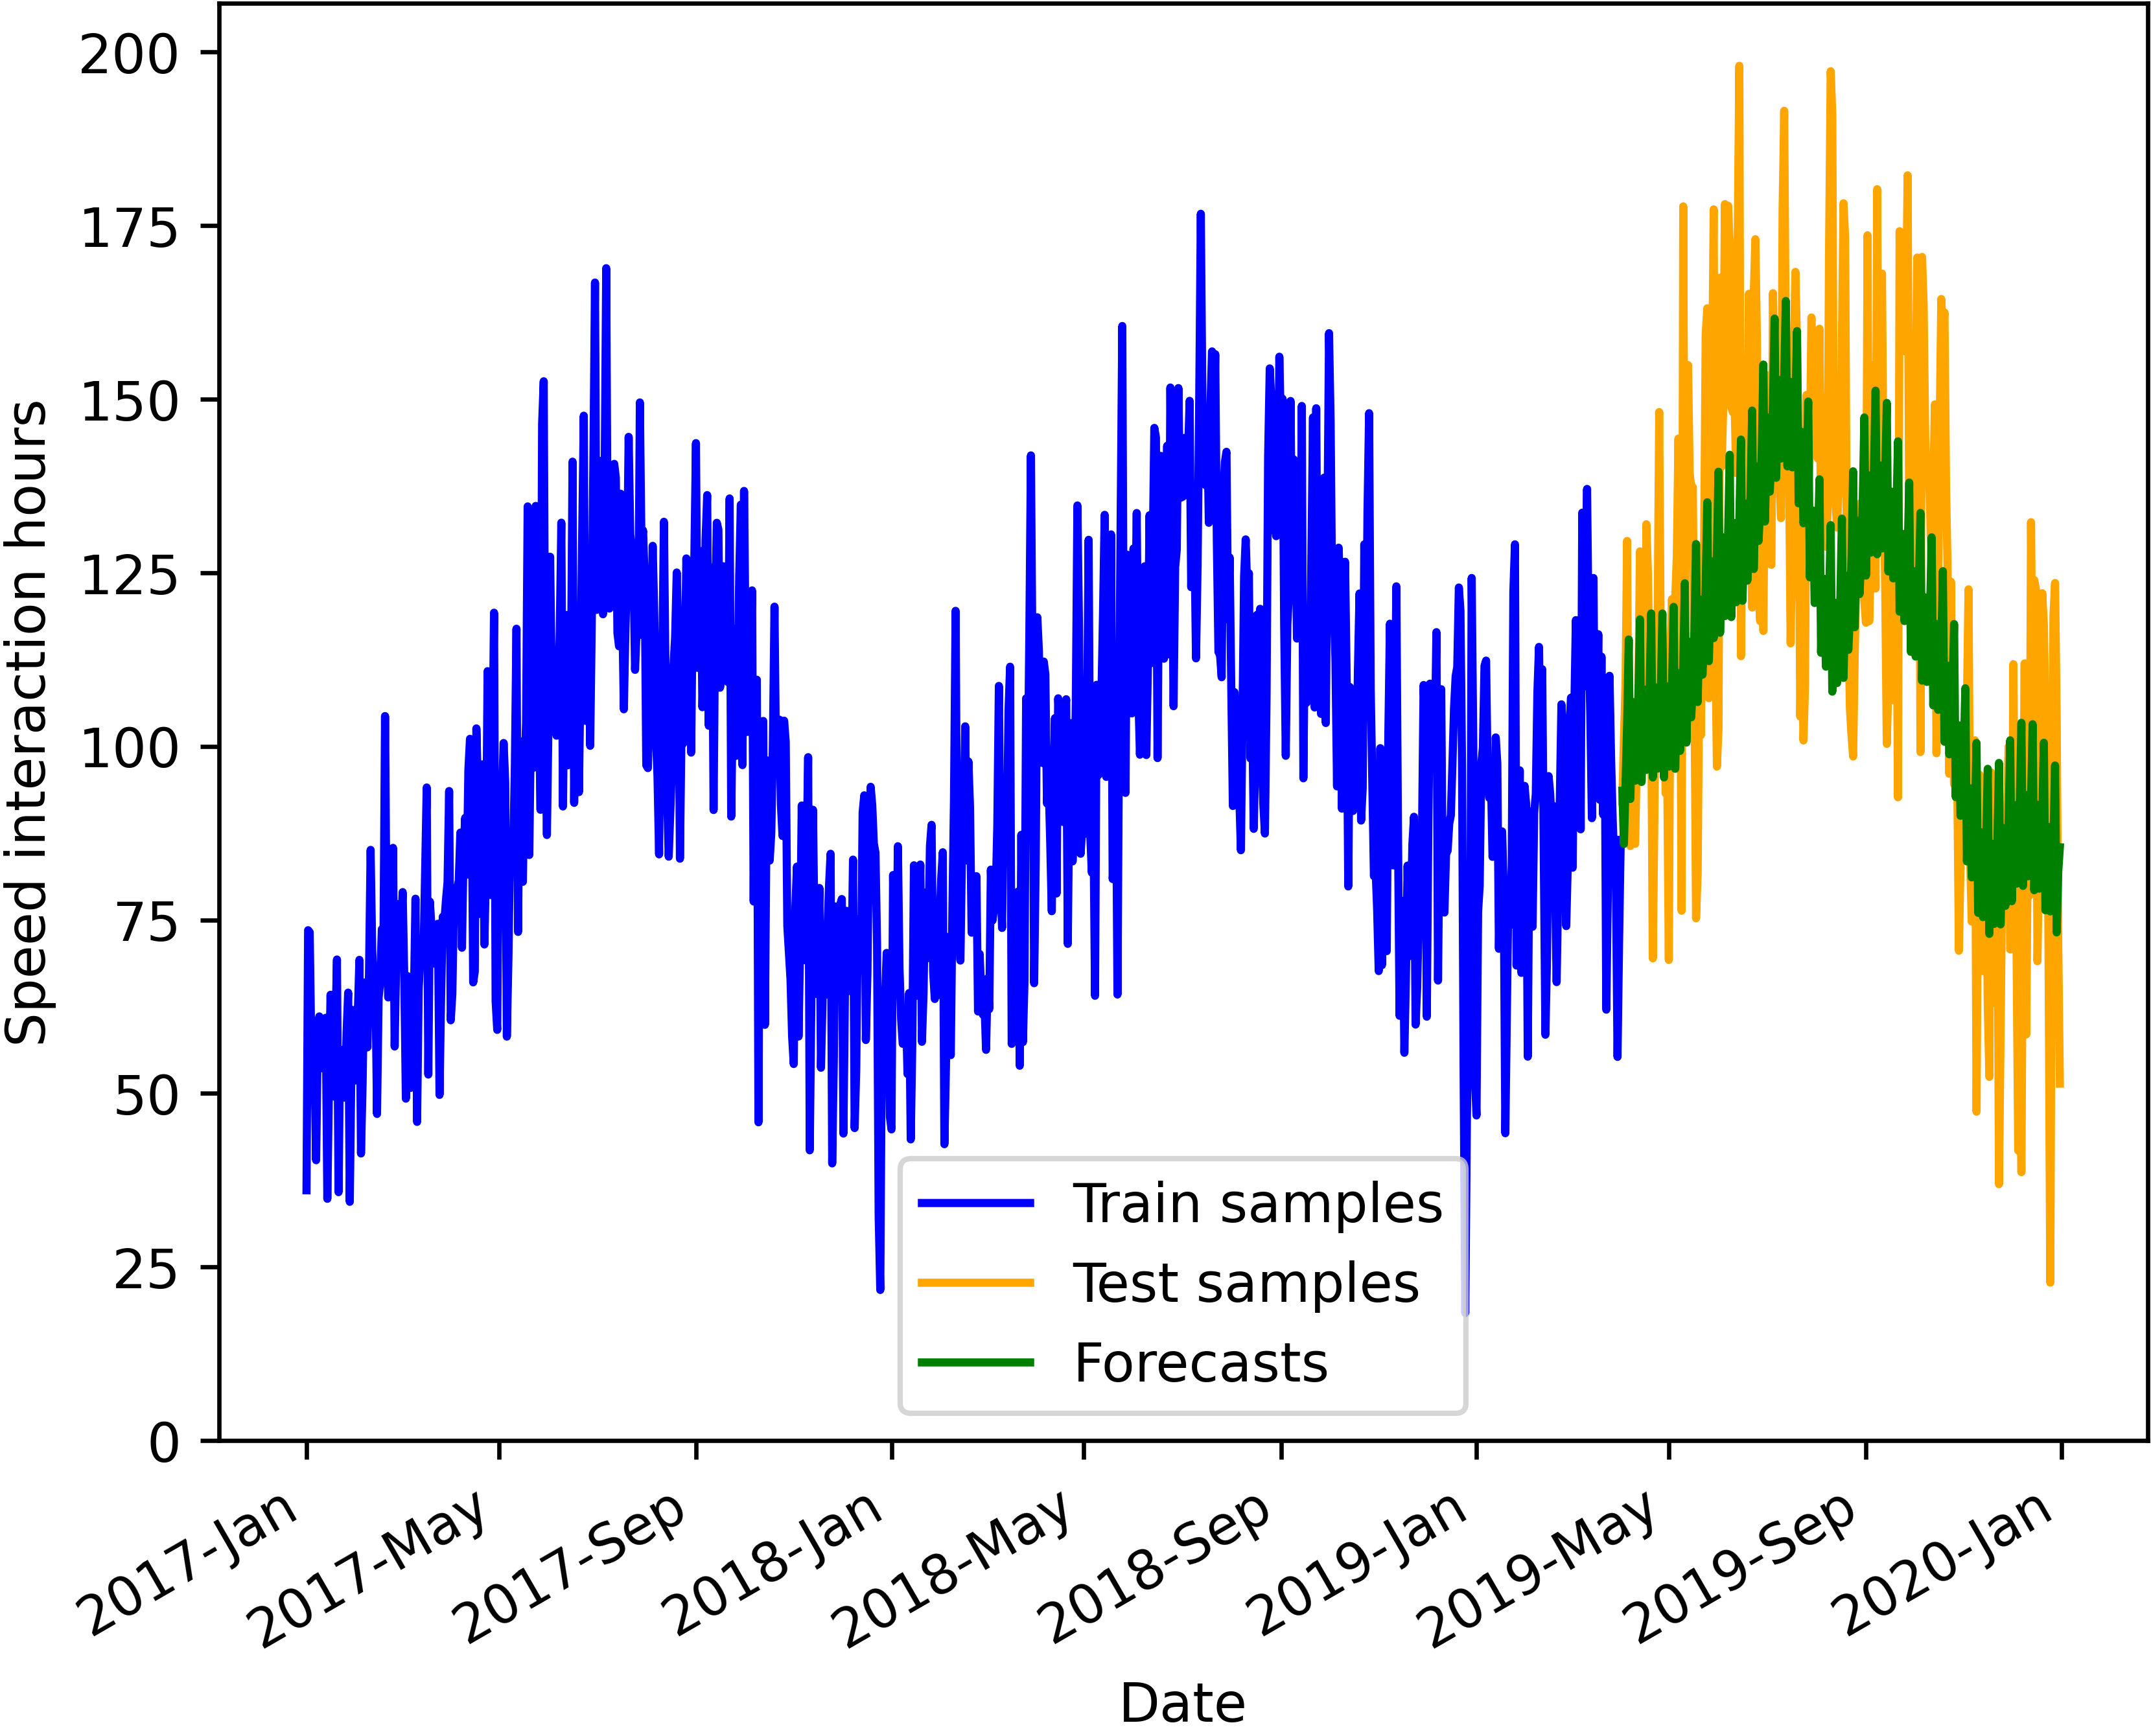 Speed interaction hours
200
175
150
125
100
75
50
25
0
Train samples
Test samples
Forecasts
2017-Jan
2017-May
2017-Sep
2018-Jan
2018-May
2018-Sep
2019-Jan
2019-May
2019-Sep
2020-Jan
Date